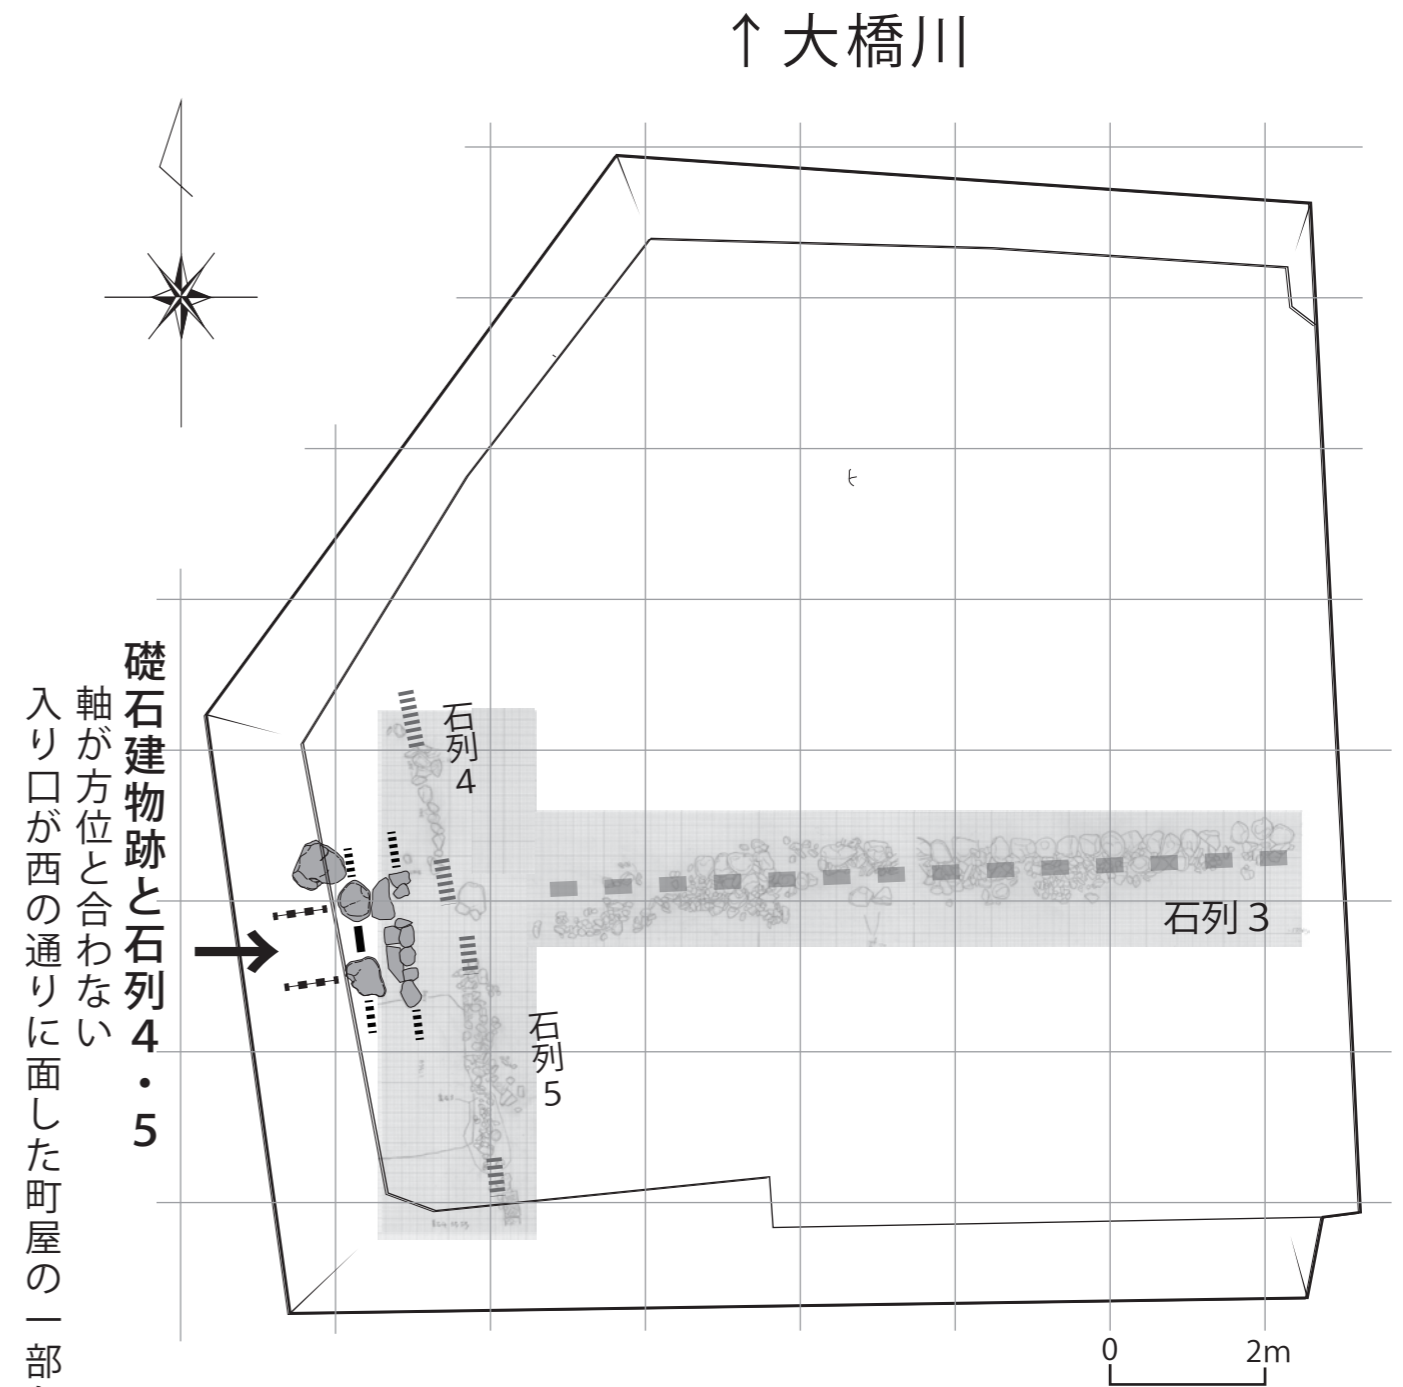 ↑大橋川
礎石建物跡と石列4・5
軸が方位と合わない
入り口が西の通りに面した町屋の一部
石列4
石列3
石列5
0 2m